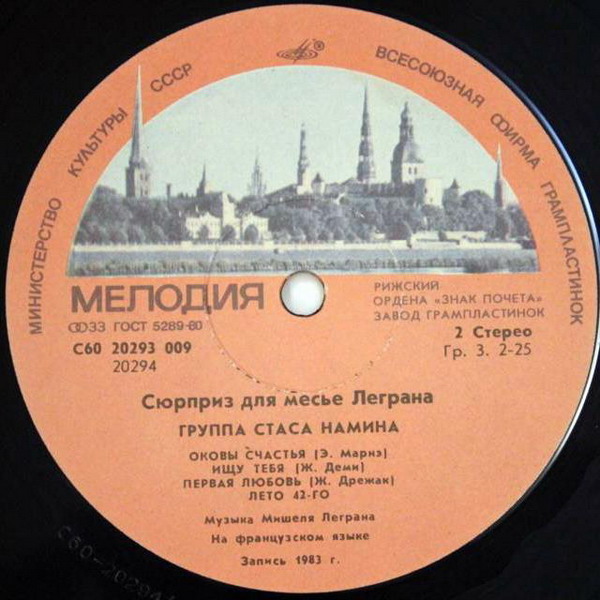 МИНИСТЕРСТВО КУЛЬТУРЫ СССР
ВСЕСОЮЗНАЯ ФИРМА ГРАМПЛАСТИНОК
МЕЛОДИЯ
РИЖСКИЙ
ОРДЕНА «ЗНАК ПОЧЕТА»
ЗАВОД ГРАМПЛАСТИНОК
33 ГОСТ 5289-80
2 Стерео
С60 20293 009
Гр. 3. 2-25
20294
Сюрприз для месье Леграна
ГРУППА СТАСА НАМИНА
ОКОВЫ СЧАСТЬЯ (Э. Марнэ)
ИЩУ ТЕБЯ (Ж. Деми)
ПЕРВАЯ ЛЮБОВЬ (Ж. Дрежак)
ЛЕТО 42-ГО
Музыка Мишеля Леграна
На французском языке
Запись 1983 г.